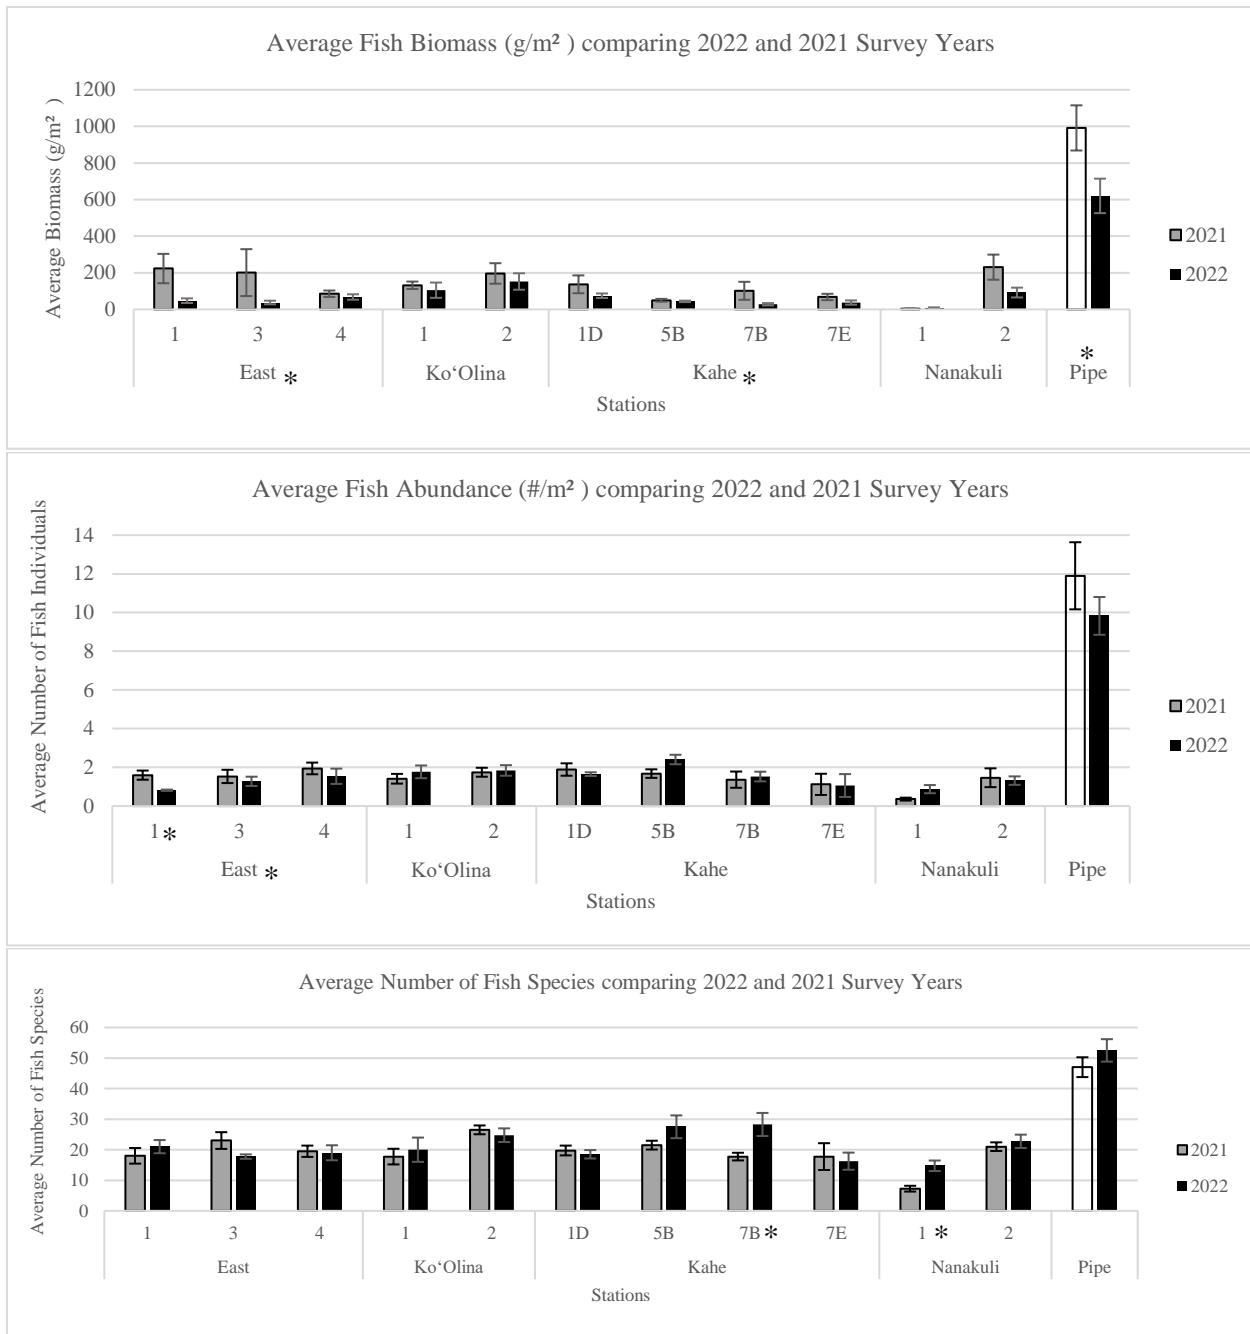 Average Fish Biomass (g/m² ) comparing 2022 and 2021 Survey Years
Average Biomass (g/m² )
1200
1000
800
600
400
200
0
1 3 4 1 2 1D 5B 7B 7E 1 2 *
East * Ko‘Olina Kahe * Nanakuli Pipe
Stations
2021
2022
Average Fish Abundance (#/m² ) comparing 2022 and 2021 Survey Years
Average Number of Fish Individuals
14
12
10
8
6
4
2
0
1 * 3 4 1 2 1D 5B 7B 7E 1 2
East * Ko‘Olina Kahe Nanakuli Pipe
Stations
2021
2022
Average Number of Fish Species comparing 2022 and 2021 Survey Years
Average Number of Fish Species
60
50
40
30
20
10
0
1 3 4 1 2 1D 5B 7B * 7E 1 * 2
East Ko‘Olina Kahe Nanakuli Pipe
Stations
2021
2022